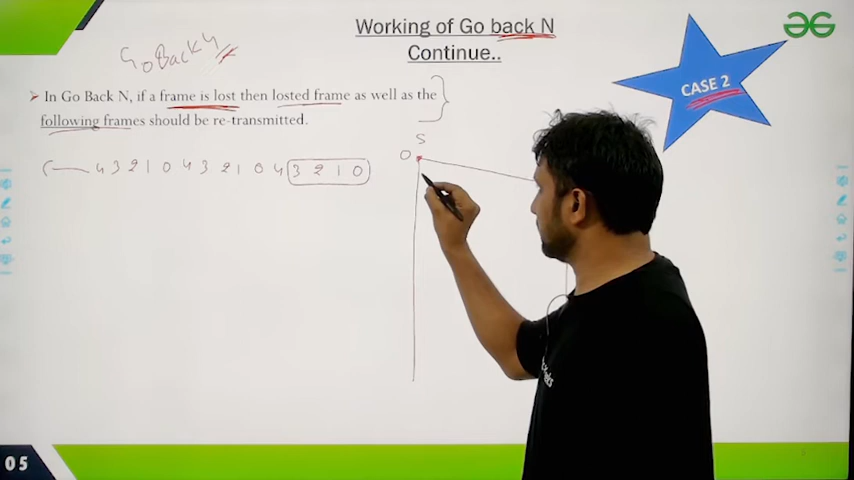 Working of Go back N
Continue..
Go Back N
CASE 2
➤ In Go Back N, if a frame is lost then losted frame as well as the
following frames should be re-transmitted.
S
0
4 3 2 1 0 4 3 2 1 0 4 3 2 1 0
05